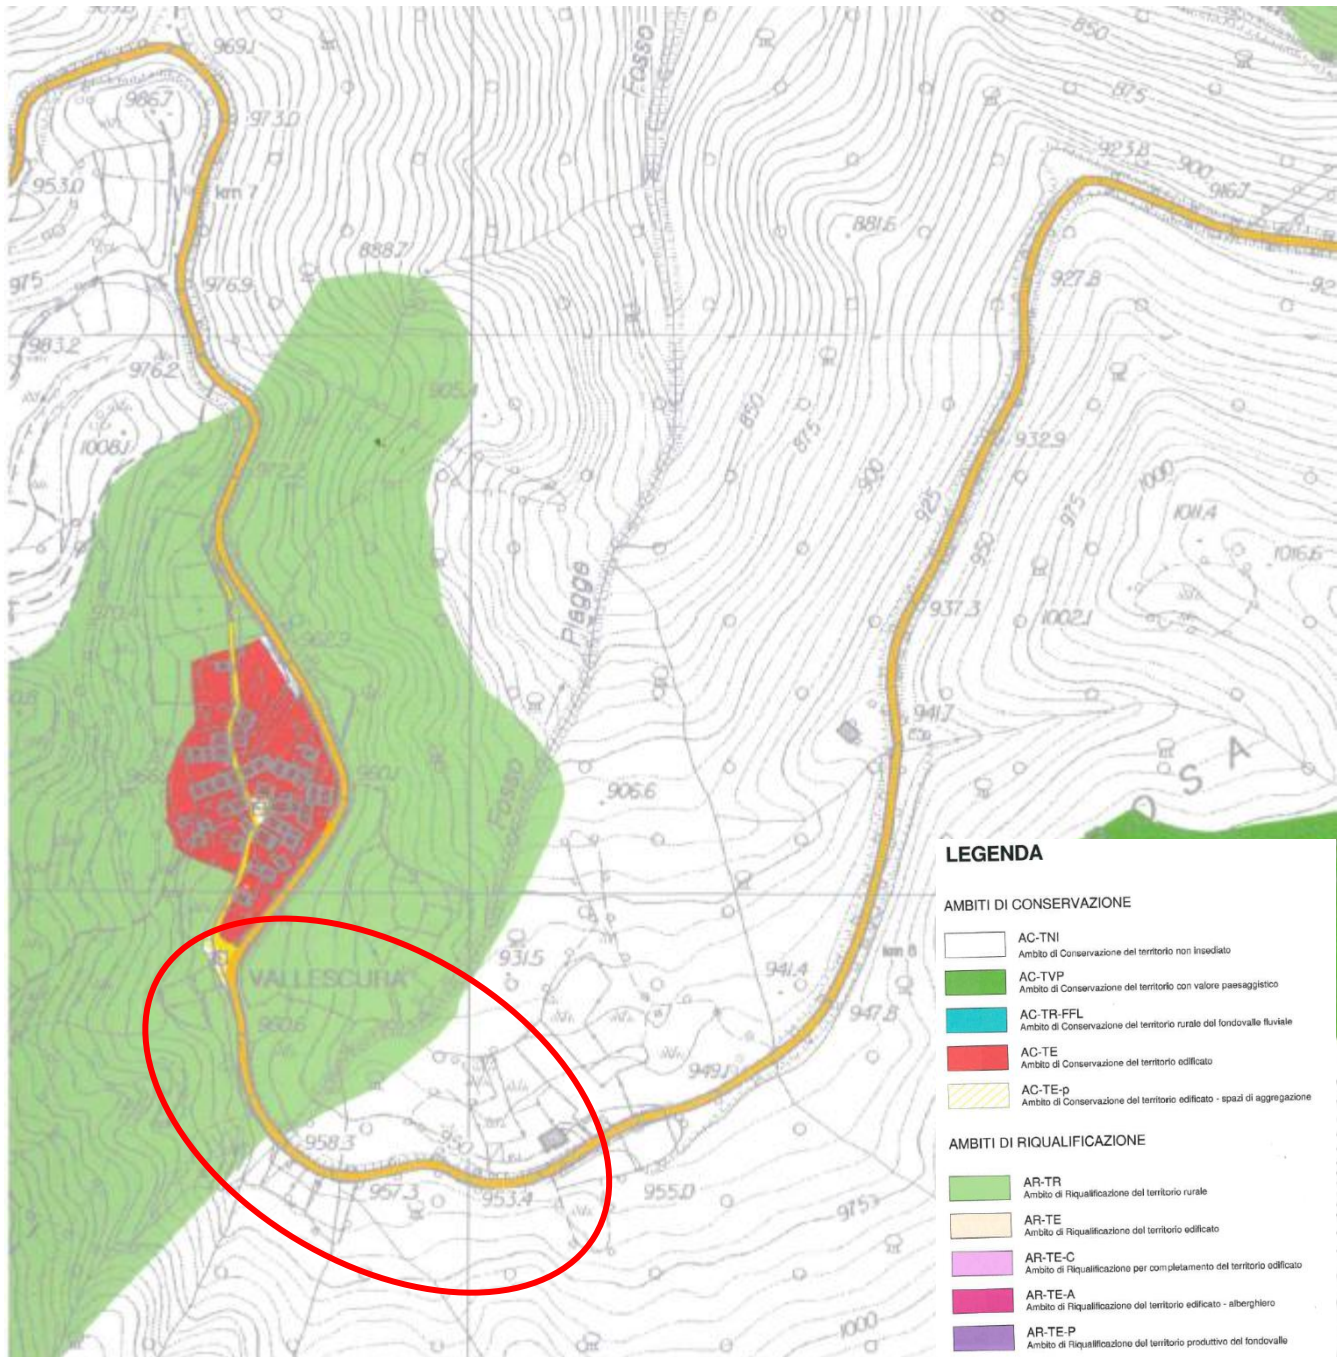 969.1
Fosso
850
986.7
973.0
875
923.8
900
916.7
953.0
km 7
888.7
881.6
975
976.9
927.8
983.2
976.2
905.4
1008.1
850
875
900
932.9
1000
925
975
1011.4
950
1016.6
970.4
937.3
1002.1
Piagge
941.7
OSA
960.1
906.6
Fosso
931.5
VALLESCURA
941.4
km 8
947.8
949.1
958.3
950
957.3
953.4
955.0
975
1000
LEGENDA
AMBITI DI CONSERVAZIONE
AC-TNI
Ambito di Conservazione del territorio non insediato
AC-TVP
Ambito di Conservazione del territorio con valore paesaggistico
AC-TR-FFL
Ambito di Conservazione del territorio rurale del fondovalle fluviale
AC-TE
Ambito di Conservazione del territorio edificato
AC-TE-p
Ambito di Conservazione del territorio edificato - spazi di aggregazione
AMBITI DI RIQUALIFICAZIONE
AR-TR
Ambito di Riqualificazione del territorio rurale
AR-TE
Ambito di Riqualificazione del territorio edificato
AR-TE-C
Ambito di Riqualificazione per completamento del territorio edificato
AR-TE-A
Ambito di Riqualificazione del territorio edificato - alberghiero
AR-TE-P
Ambito di Riqualificazione del territorio produttivo del fondovalle